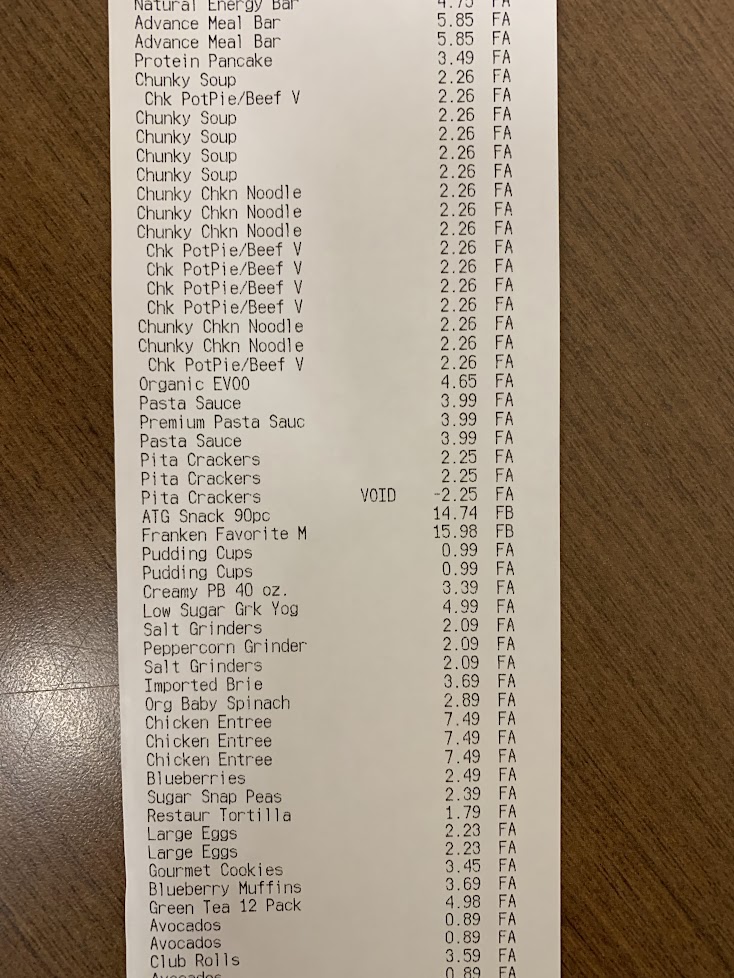 Natural Energy Bar 4.75 FA
Advance Meal Bar 5.85 FA
Advance Meal Bar 5.85 FA
Protein Pancake 3.49 FA
Chunky Soup 2.26 FA
Chk PotPie/Beef V 2.26 FA
Chunky Soup 2.26 FA
Chunky Soup 2.26 FA
Chunky Soup 2.26 FA
Chunky Soup 2.26 FA
Chunky Chkn Noodle 2.26 FA
Chunky Chkn Noodle 2.26 FA
Chunky Chkn Noodle 2.26 FA
Chk PotPie/Beef V 2.26 FA
Chk PotPie/Beef V 2.26 FA
Chk PotPie/Beef V 2.26 FA
Chk PotPie/Beef V 2.26 FA
Chunky Chkn Noodle 2.26 FA
Chunky Chkn Noodle 2.26 FA
Chk PotPie/Beef V 2.26 FA
Organic EVOO 4.65 FA
Pasta Sauce 3.99 FA
Premium Pasta Sauc 3.99 FA
Pasta Sauce 3.99 FA
Pita Crackers 2.25 FA
Pita Crackers 2.25 FA
Pita Crackers VOID -2.25 FA
ATG Snack 90pc 14.74 FB
Franken Favorite M 15.98 FB
Pudding Cups 0.99 FA
Pudding Cups 0.99 FA
Creamy PB 40 oz. 3.39 FA
Low Sugar Grk Yog 4.99 FA
Salt Grinders 2.09 FA
Peppercorn Grinder 2.09 FA
Salt Grinders 2.09 FA
Imported Brie 3.69 FA
Org Baby Spinach 2.89 FA
Chicken Entree 7.49 FA
Chicken Entree 7.49 FA
Chicken Entree 7.49 FA
Blueberries 2.49 FA
Sugar Snap Peas 2.39 FA
Restaur Tortilla 1.79 FA
Large Eggs 2.23 FA
Large Eggs 2.23 FA
Gourmet Cookies 3.45 FA
Blueberry Muffins 3.69 FA
Green Tea 12 Pack 4.98 FA
Avocados 0.89 FA
Avocados 0.89 FA
Club Rolls 3.59 FA
Avocados 0.89 FA